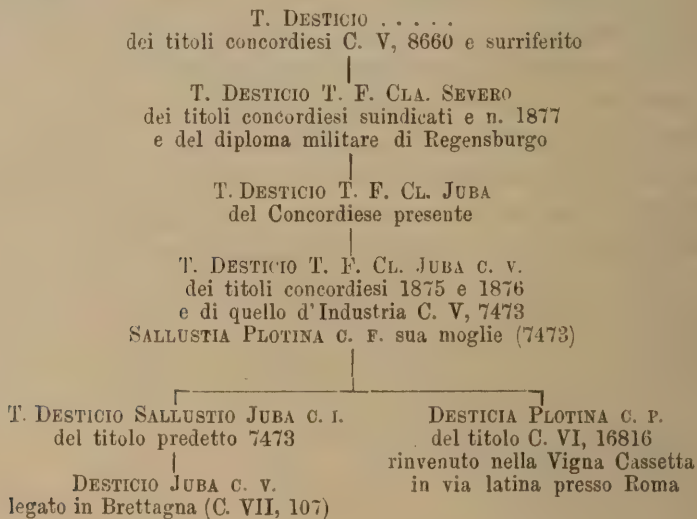 T. DESTICIO . . . . .
dei titoli concordiesi C. V, 8660 e surriferito
T. DESTICIO T. F. CLA. SEVERO
dei titoli concordiesi suindicati e n. 1877
e del diploma militare di Regensburgo
T. DESTICIO T. F. CL. JUBA
del Concordiese presente
T. DESTICIO T. F. CL. JUBA C. V.
dei titoli concordiesi 1875 e 1876
e di quello d'Industria C. V, 7473
SALLUSTIA PLOTINA C. F. sua moglie (7473)
T. DESTICIO SALLUSTIO JUBA C. I.
del titolo predetto 7473
DESTICIO JUBA C. V.
legato in Brettagna (C. VII, 107)
DESTICIA PLOTINA C. P.
del titolo C. VI, 16816
rinvenuto nella Vigna Cassetta
in via latina presso Roma